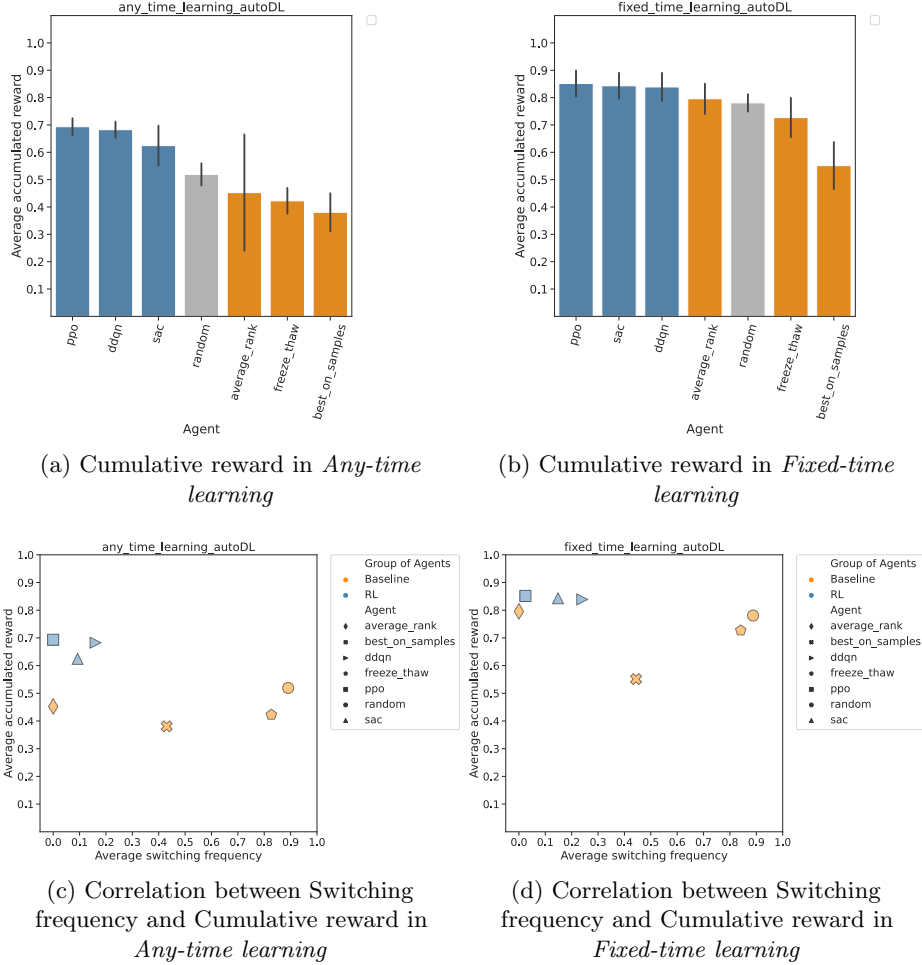 any_time_learning_autoDL
1.0
0.9
0.8
0.7
0.6
0.5
0.4
0.3
0.2
0.1
Average accumulated reward
ppo
ddqn
sac
random
average_rank
freeze_thaw
best_on_samples
Agent
(a) Cumulative reward in Any-time
learning
fixed_time_learning_autoDL
1.0
0.9
0.8
0.7
0.6
0.5
0.4
0.3
0.2
0.1
Average accumulated reward
ppo
sac
ddqn
average_rank
random
freeze_thaw
best_on_samples
Agent
(b) Cumulative reward in Fixed-time
learning
any_time_learning_autoDL
1.0
0.9
0.8
0.7
0.6
0.5
0.4
0.3
0.2
0.1
Average accumulated reward
0.0 0.1 0.2 0.3 0.4 0.5 0.6 0.7 0.8 0.9 1.0
Average switching frequency
Group of Agents
Baseline
RL
Agent
average_rank
best_on_samples
ddqn
freeze_thaw
ppo
random
sac
(c) Correlation between Switching
frequency and Cumulative reward in
Any-time learning
fixed_time_learning_autoDL
1.0
0.9
0.8
0.7
0.6
0.5
0.4
0.3
0.2
0.1
Average accumulated reward
0.0 0.1 0.2 0.3 0.4 0.5 0.6 0.7 0.8 0.9 1.0
Average switching frequency
Group of Agents
Baseline
RL
Agent
average_rank
best_on_samples
ddqn
freeze_thaw
ppo
random
sac
(d) Correlation between Switching
frequency and Cumulative reward in
Fixed-time learning